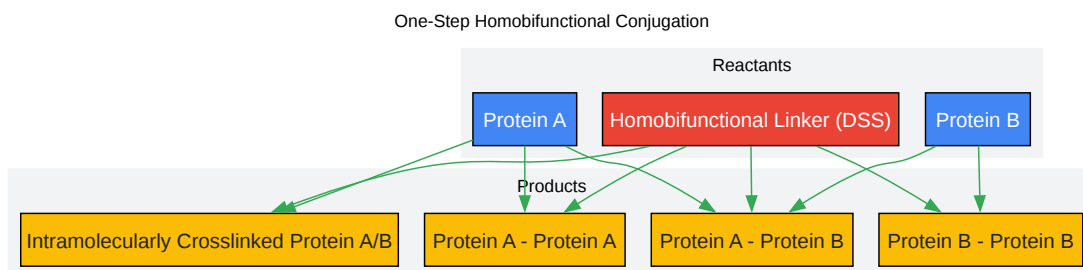 One-Step Homobifunctional Conjugation
Reactants
Protein A
Homobifunctional Linker (DSS)
Protein B
Products
Intramolecularly Crosslinked Protein A/B
Protein A - Protein A
Protein A - Protein B
Protein B - Protein B